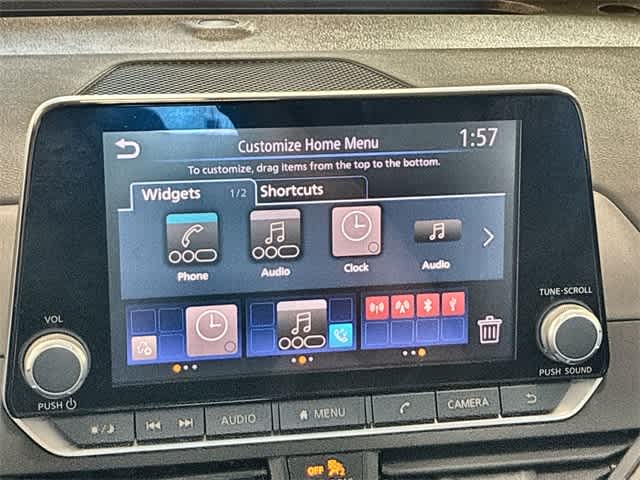 Customize Home Menu 1:57
To customize, drag items from the top to the bottom.
Widgets 1/2 Shortcuts
Phone Audio Clock Audio
VOL
PUSH
TUNE·SCROLL
PUSH SOUND
AUDIO MENU CAMERA
OFF